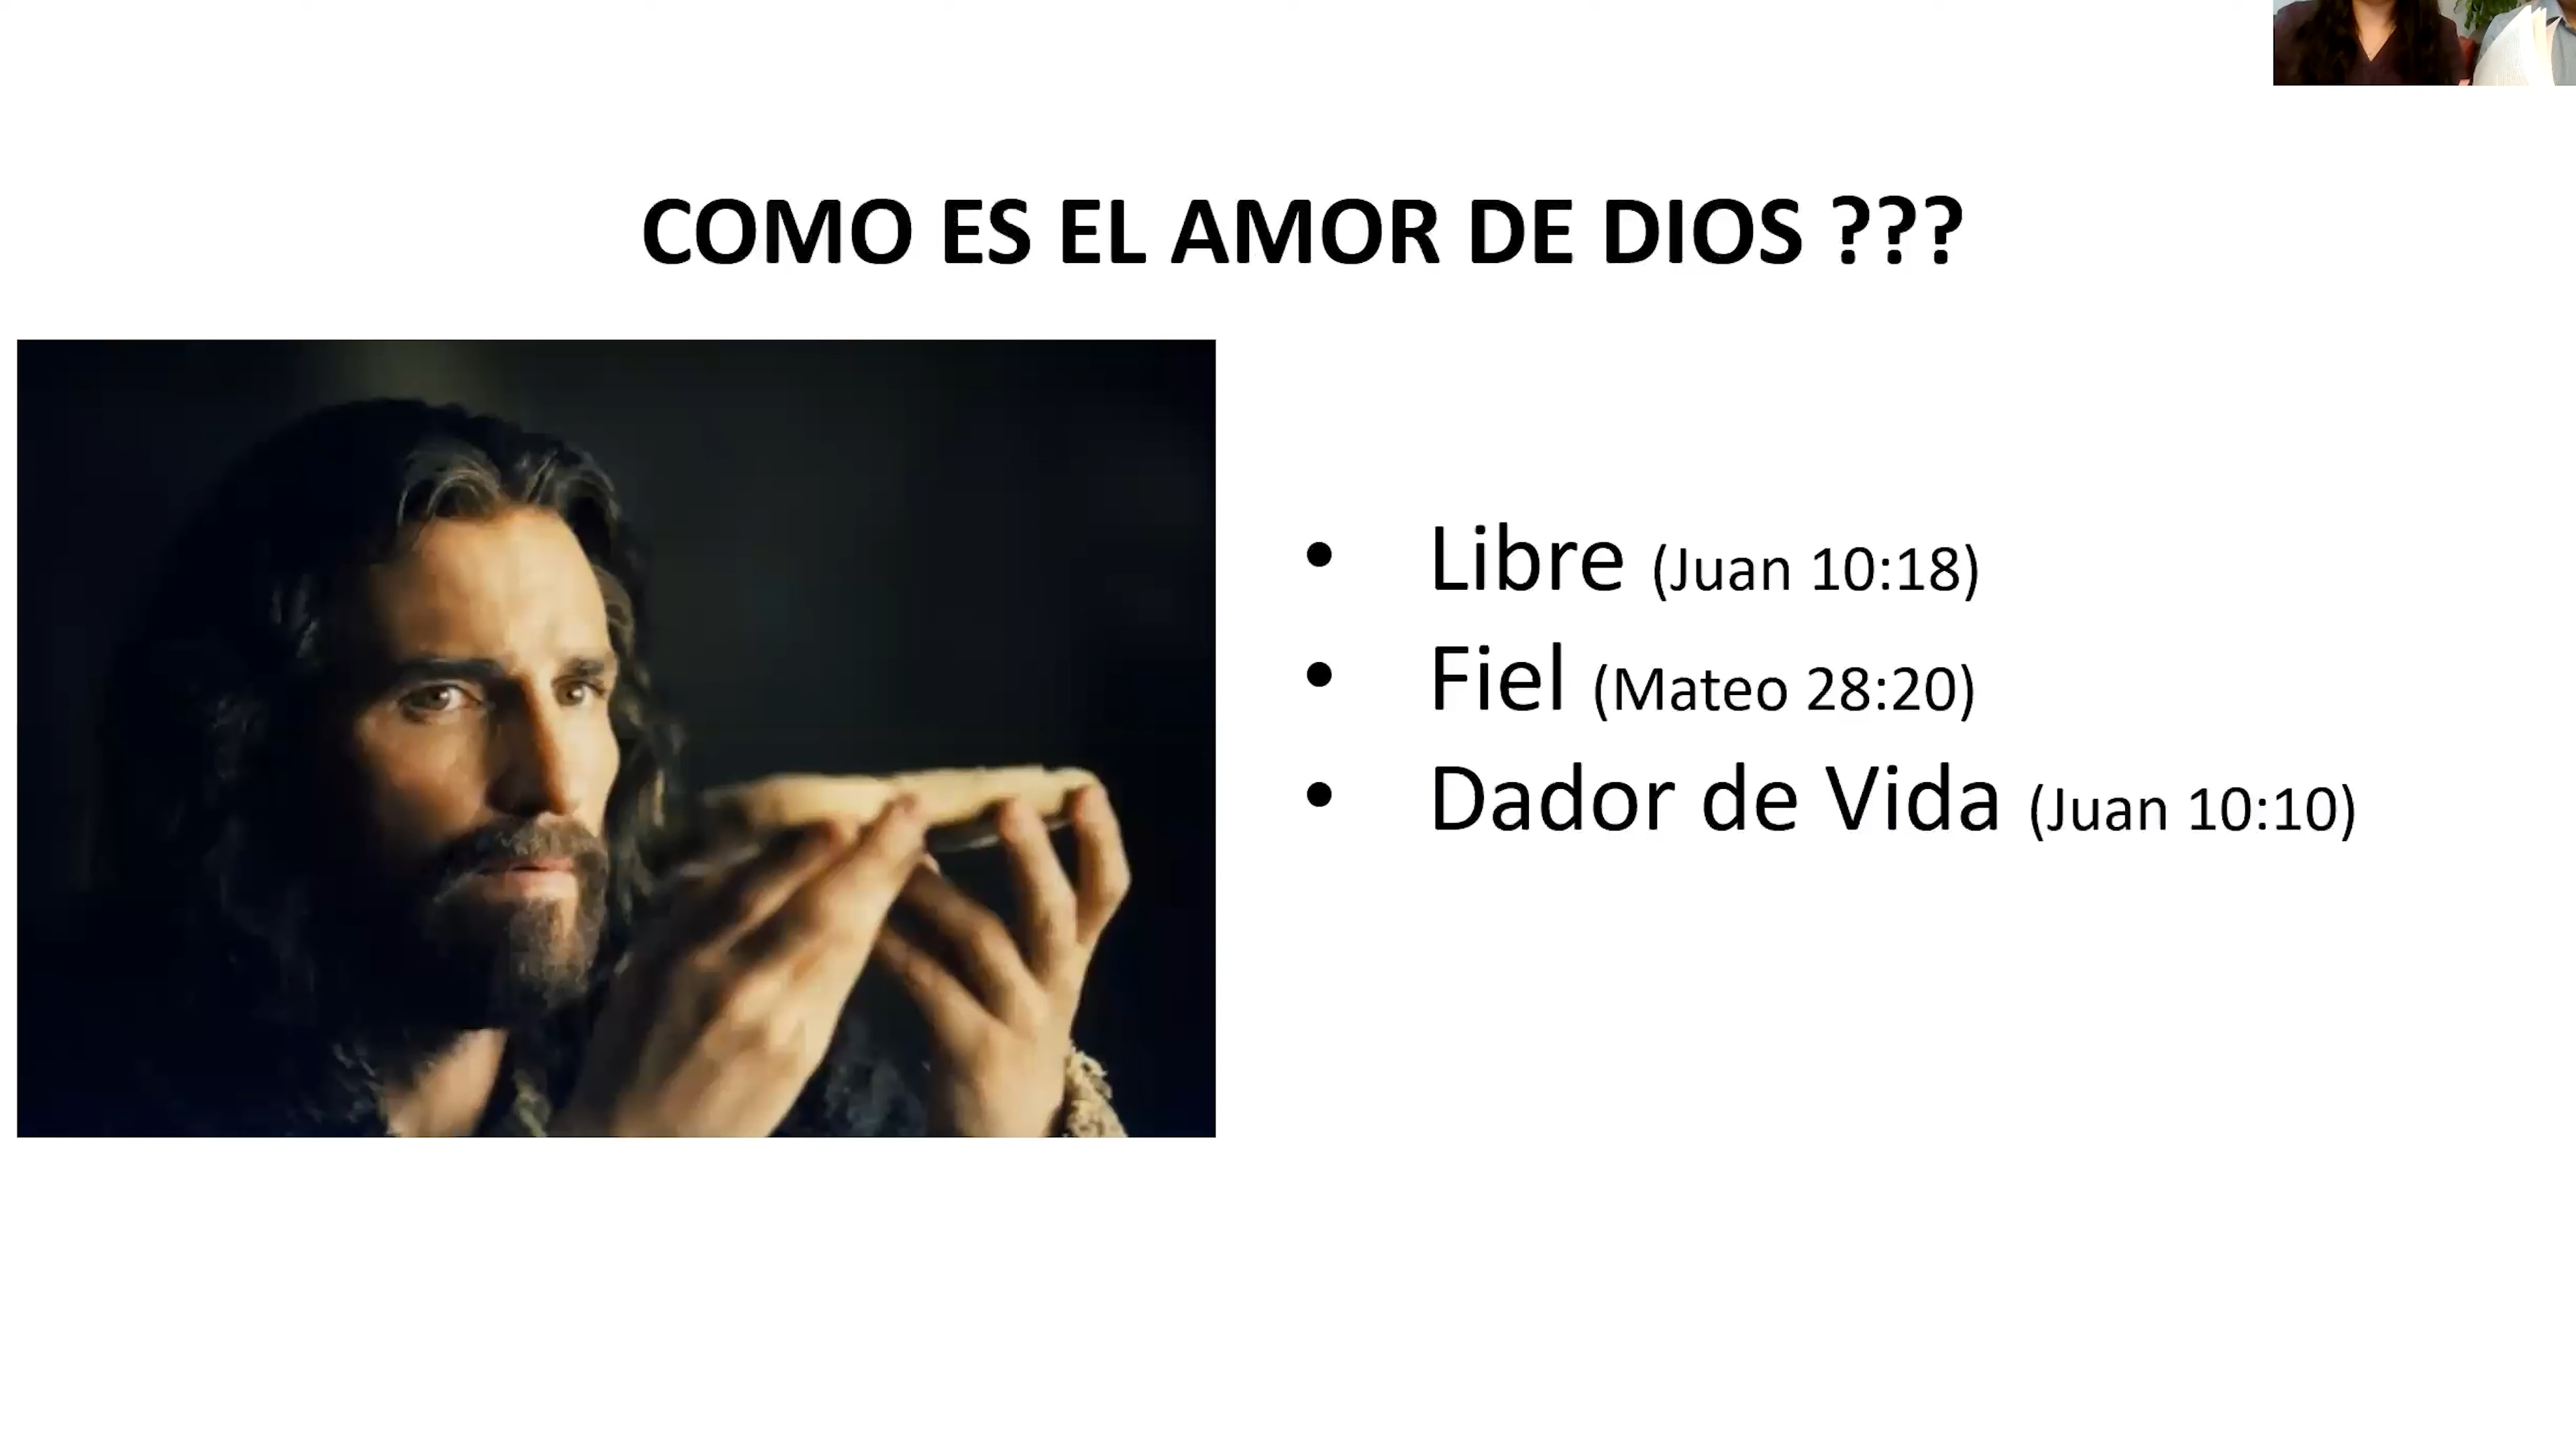 COMO ES EL AMOR DE DIOS ???
• Libre (Juan 10:18)
• Fiel (Mateo 28:20)
• Dador de Vida (Juan 10:10)